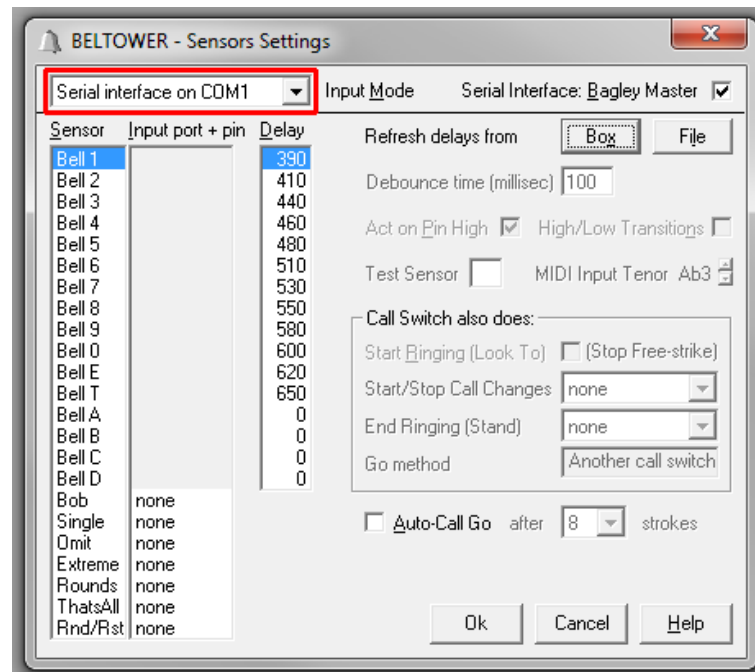 BELTOWER - Sensors Settings
Serial interface on COM1 Input Mode Serial Interface: Bagley Master
Sensor Input port + pin Delay Refresh delays from Box File
Bell 1 390
Bell 2 410 Debounce time (millisec) 100
Bell 3 440
Bell 4 460 Act on Pin High High/Low Transitions
Bell 5 480
Bell 6 510 Test Sensor MIDI Input Tenor Ab3
Bell 7 530
Bell 8 550 Call Switch also does:
Bell 9 580
Bell 0 600 Start Ringing (Look To) (Stop Free-strike)
Bell E 620
Bell T 650 Start/Stop Call Changes none
Bell A 0
Bell B 0 End Ringing (Stand) none
Bell C 0
Bell D 0 Go method Another call switch
Bob none
Single none
Omit none Auto-Call Go after 8 strokes
Extreme none
Rounds none
ThatsAll none
Rnd/Rst none
Ok Cancel Help